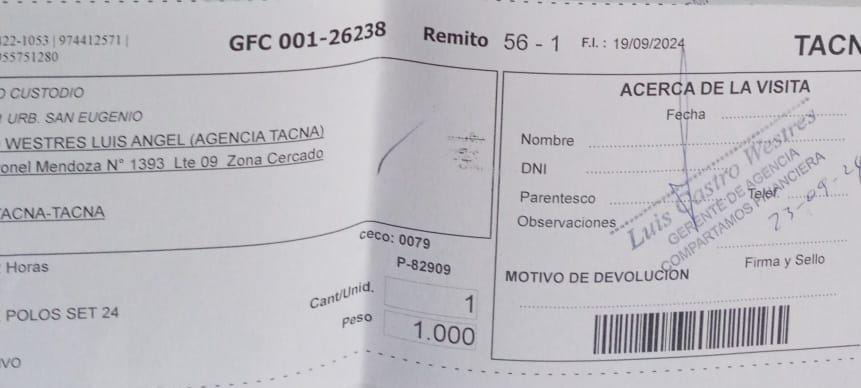 422-1053 | 974412571 |
955751280
GFC 001-26238
Remito 56 - 1 F.I. : 19/09/2024
TACN
O CUSTODIO
URB. SAN EUGENIO
WESTRES LUIS ANGEL (AGENCIA TACNA)
onel Mendoza N° 1393 Lte 09 Zona Cercado
TACNA-TACNA
ACERCA DE LA VISITA
Fecha
Nombre
DNI
Parentesco
Telef
Observaciones
Luis Castro Westres
GERENTE DE AGENCIA
COMPARTAMOS FINANCIERA
23-09-24
Firma y Sello
MOTIVO DE DEVOLUCIÓN
ceco: 0079
P-82909
Horas
Cant/Unid. 1
POLOS SET 24
Peso 1.000
VO